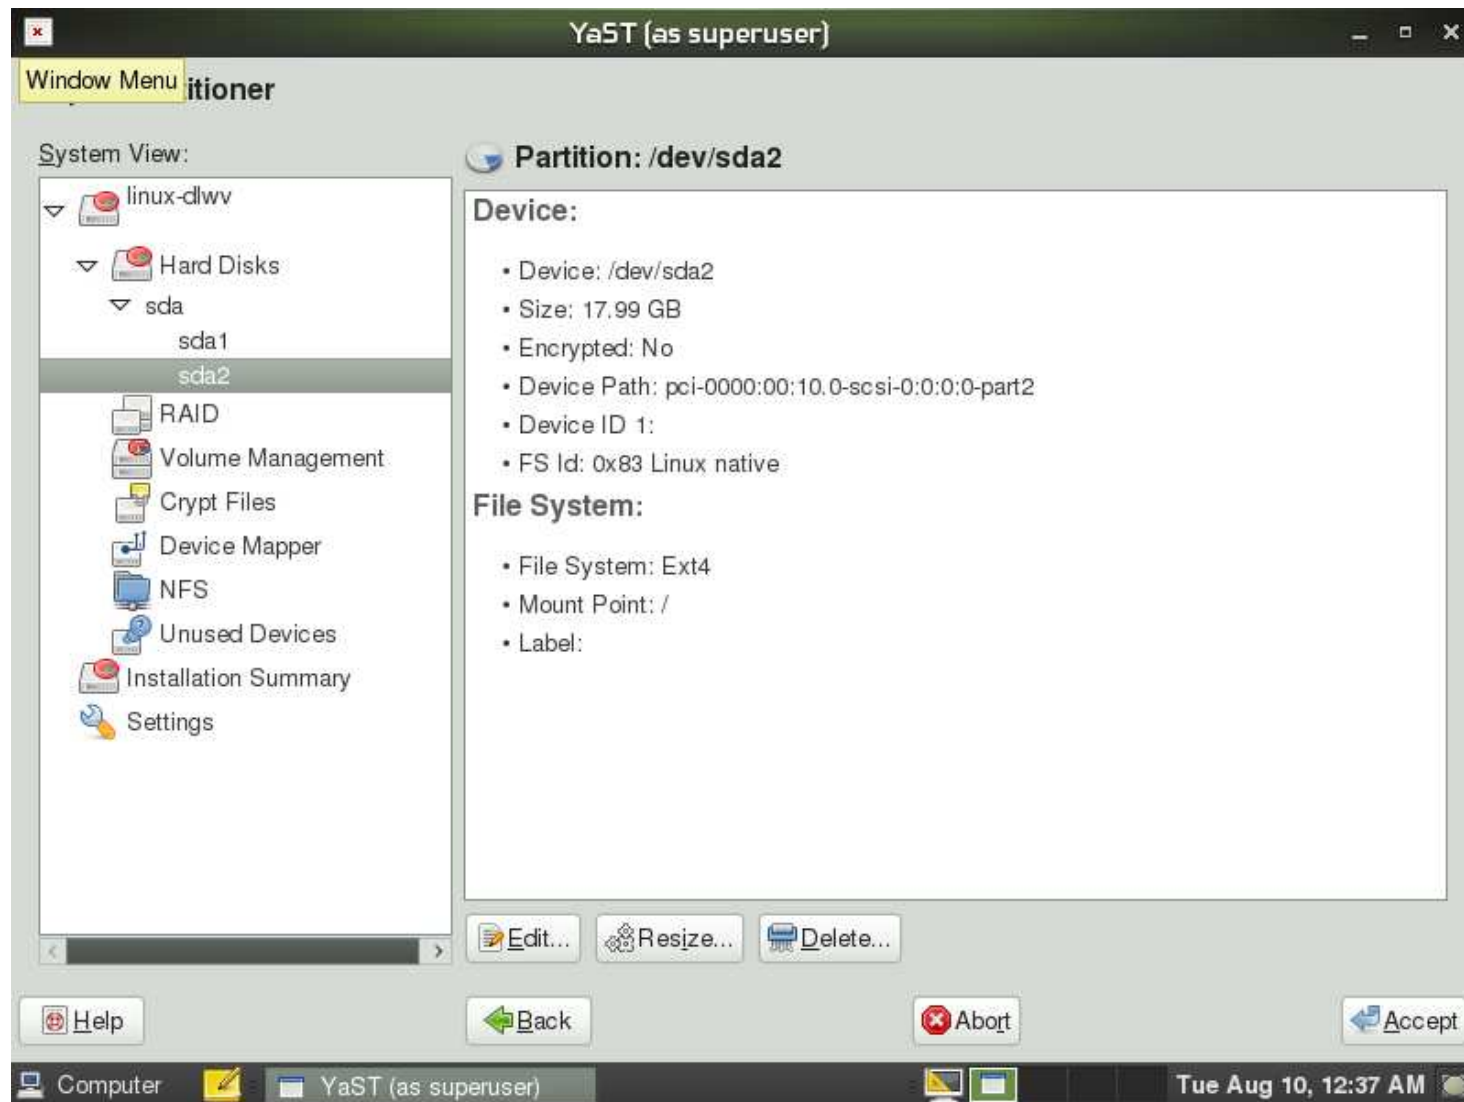 YaST (as superuser)
Window Menu
itioner
System View:
linux-dlwv
Hard Disks
sda
sda1
sda2
RAID
Volume Management
Crypt Files
Device Mapper
NFS
Unused Devices
Installation Summary
Settings
Partition: /dev/sda2
Device:
• Device: /dev/sda2
• Size: 17.99 GB
• Encrypted: No
• Device Path: pci-0000:00:10.0-scsi-0:0:0:0-part2
• Device ID 1:
• FS Id: 0x83 Linux native
File System:
• File System: Ext4
• Mount Point: /
• Label:
Edit... Resize... Delete...
Help Back Abort Accept
Computer YaST (as superuser) Tue Aug 10, 12:37 AM